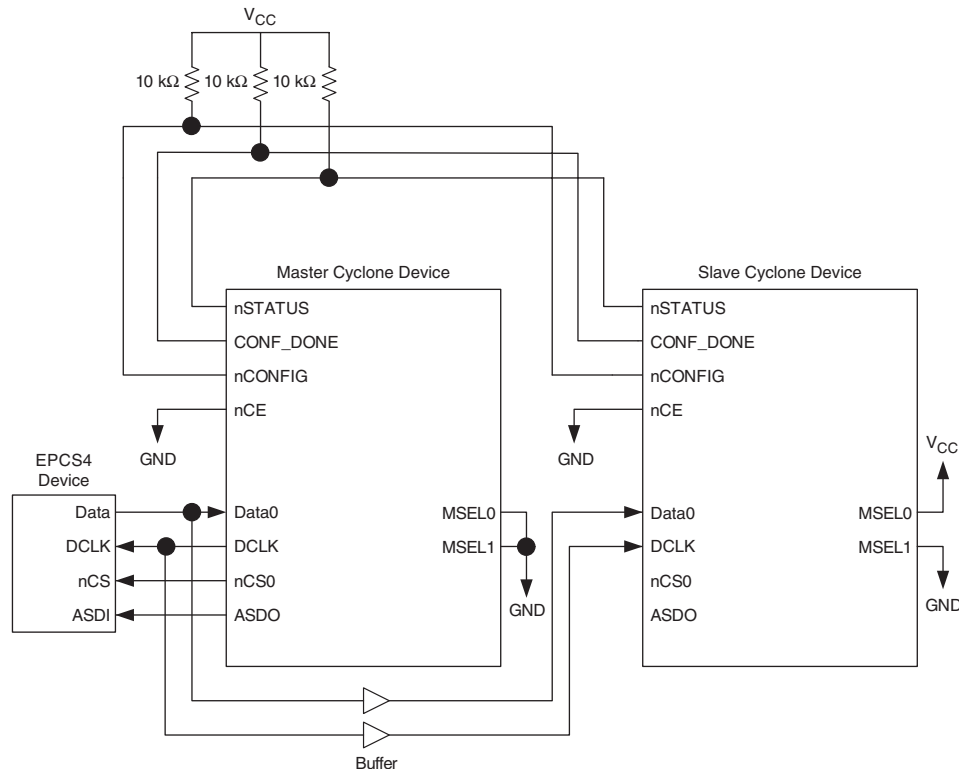 VCC
10 kΩ 10 kΩ 10 kΩ
Master Cyclone Device
nSTATUS
CONF_DONE
nCONFIG
nCE
GND
Data0
DCLK
nCS0
ASDO
MSEL0
MSEL1
GND
Slave Cyclone Device
nSTATUS
CONF_DONE
nCONFIG
nCE
GND
Data0
DCLK
nCS0
ASDO
VCC
MSEL0
MSEL1
GND
EPCS4
Device
Data
DCLK
nCS
ASDI
Buffer